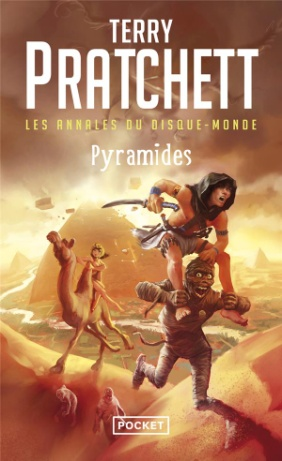 TERRY
PRATCHETT
LES ANNALES DU DISQUE-MONDE
Pyramides
POCKET